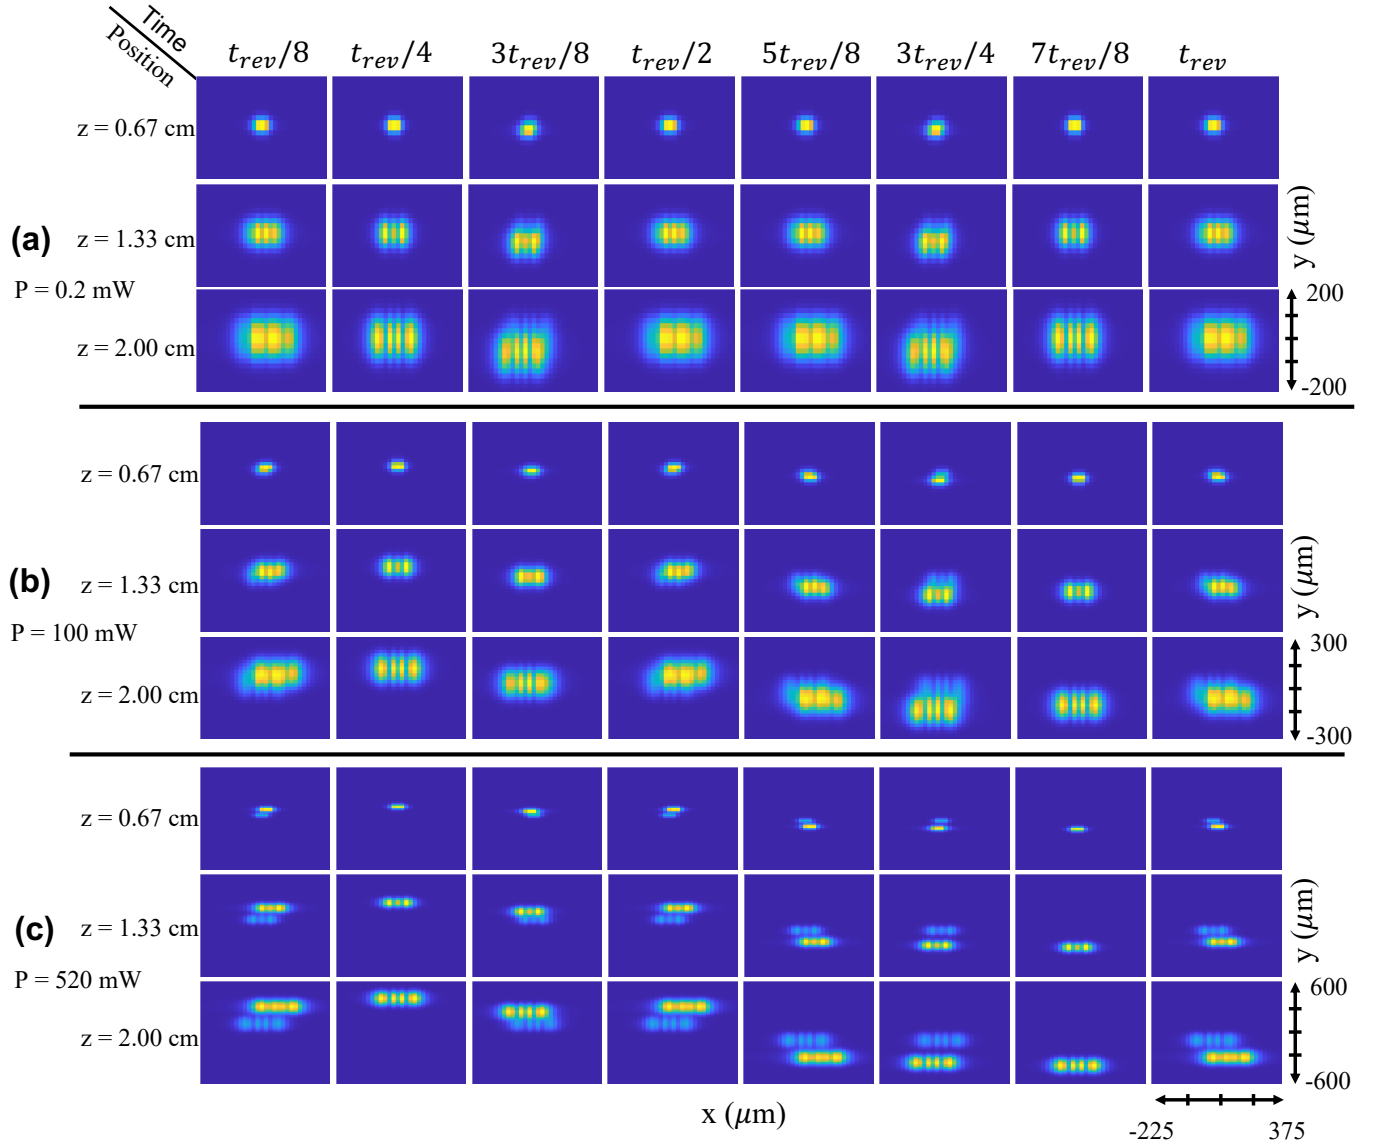 Time
Position
t_rev/8 t_rev/4 3t_rev/8 t_rev/2 5t_rev/8 3t_rev/4 7t_rev/8 t_rev
z = 0.67 cm
(a) z = 1.33 cm
P = 0.2 mW
z = 2.00 cm
y (μm)
200
-200
z = 0.67 cm
(b) z = 1.33 cm
P = 100 mW
z = 2.00 cm
y (μm)
300
-300
z = 0.67 cm
(c) z = 1.33 cm
P = 520 mW
z = 2.00 cm
y (μm)
600
-600
x (μm)
-225 375